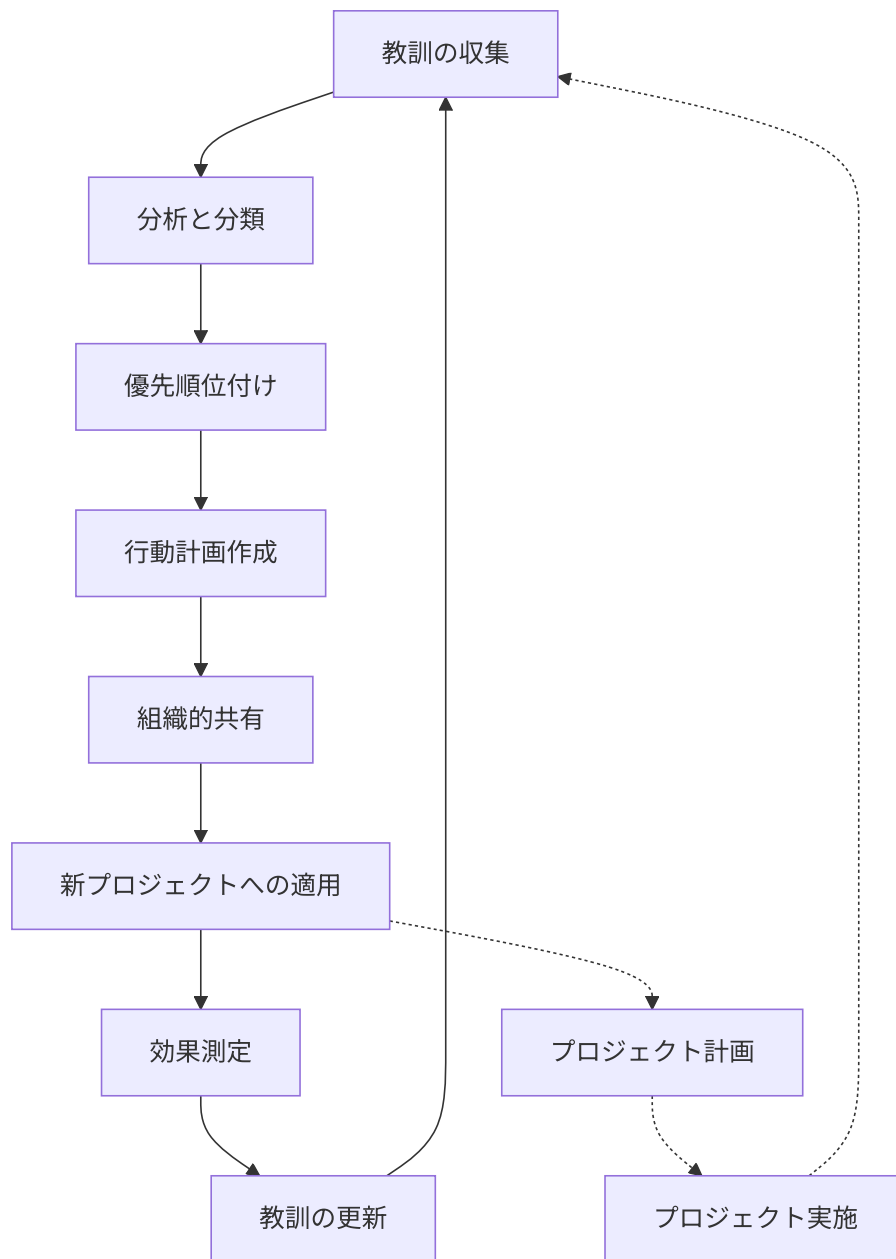 教訓の収集
分析と分類
優先順位付け
行動計画作成
組織的共有
新プロジェクトへの適用
効果測定
プロジェクト計画
教訓の更新
プロジェクト実施